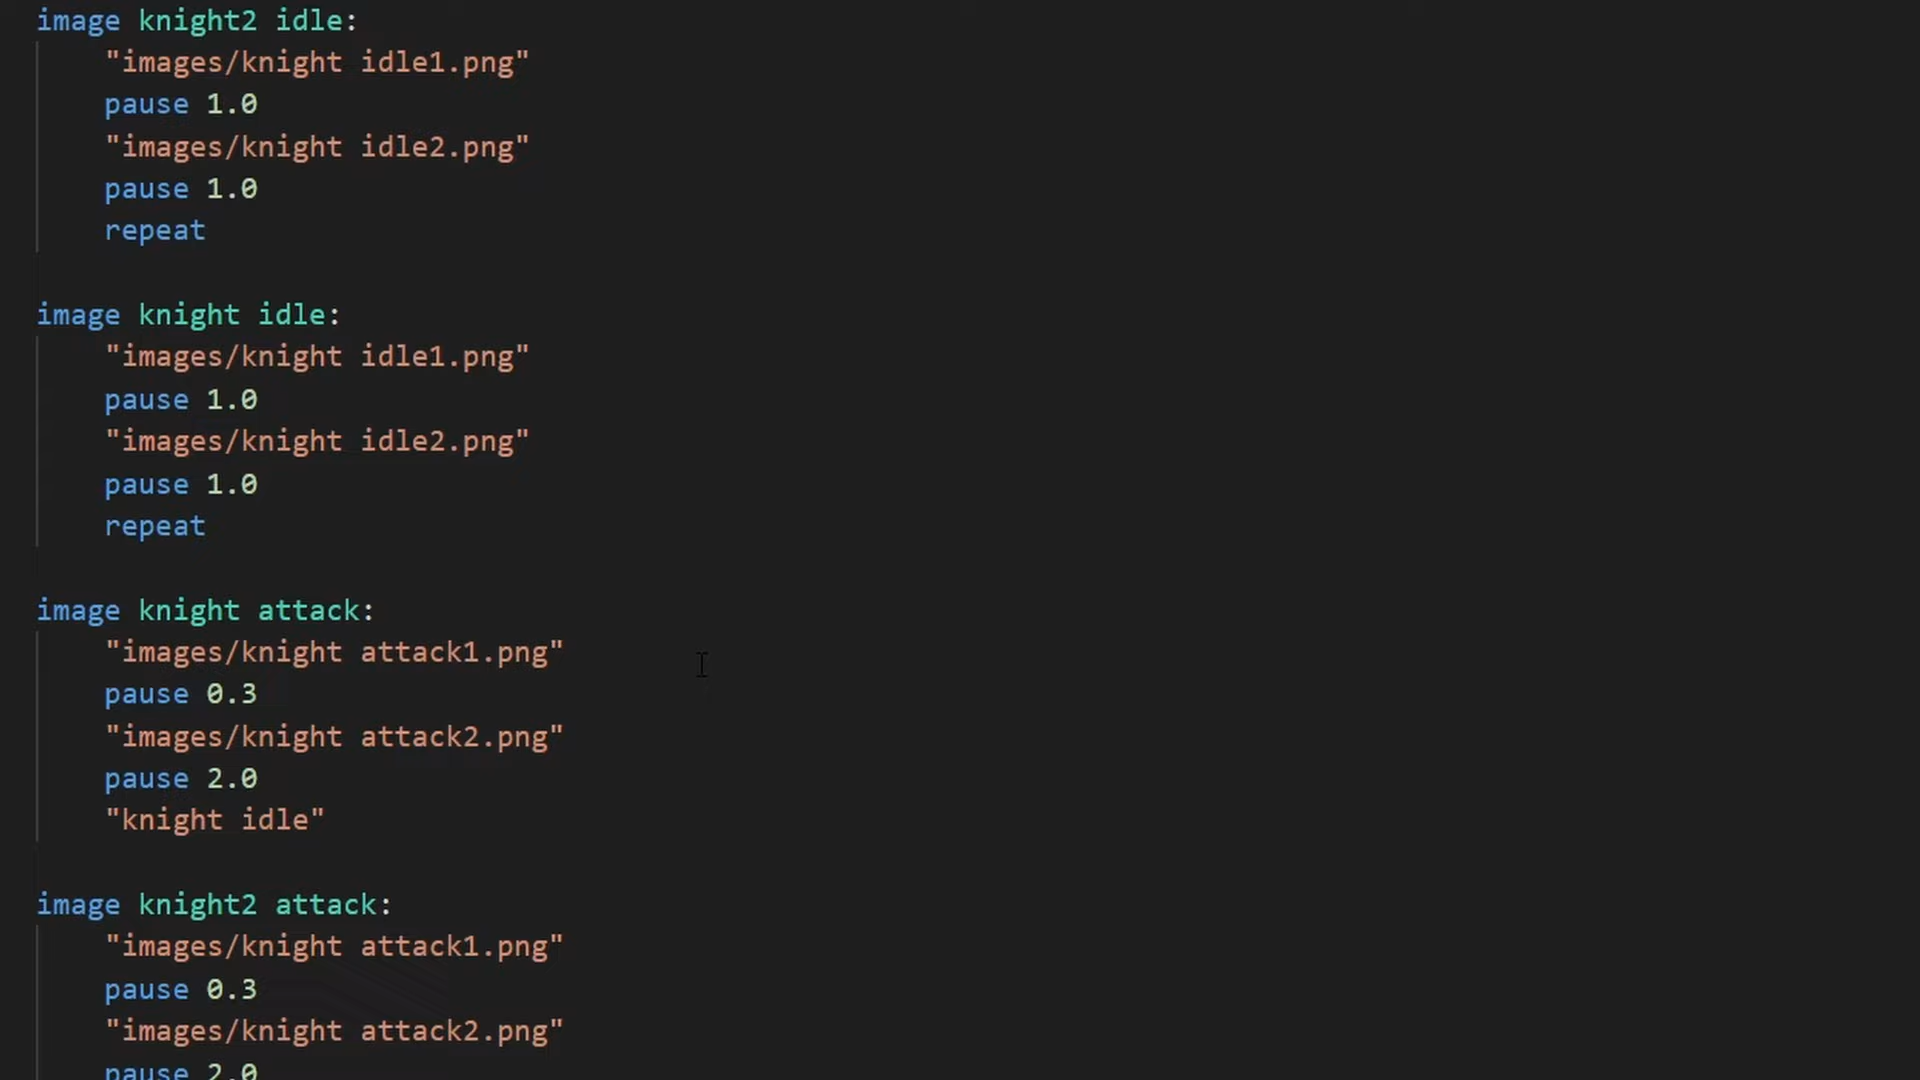 image knight2 idle:
"images/knight idle1.png"
pause 1.0
"images/knight idle2.png"
pause 1.0
repeat
image knight idle:
"images/knight idle1.png"
pause 1.0
"images/knight idle2.png"
pause 1.0
repeat
image knight attack:
"images/knight attack1.png"
pause 0.3
"images/knight attack2.png"
pause 2.0
"knight idle"
image knight2 attack:
"images/knight attack1.png"
pause 0.3
"images/knight attack2.png"
pause 2.0